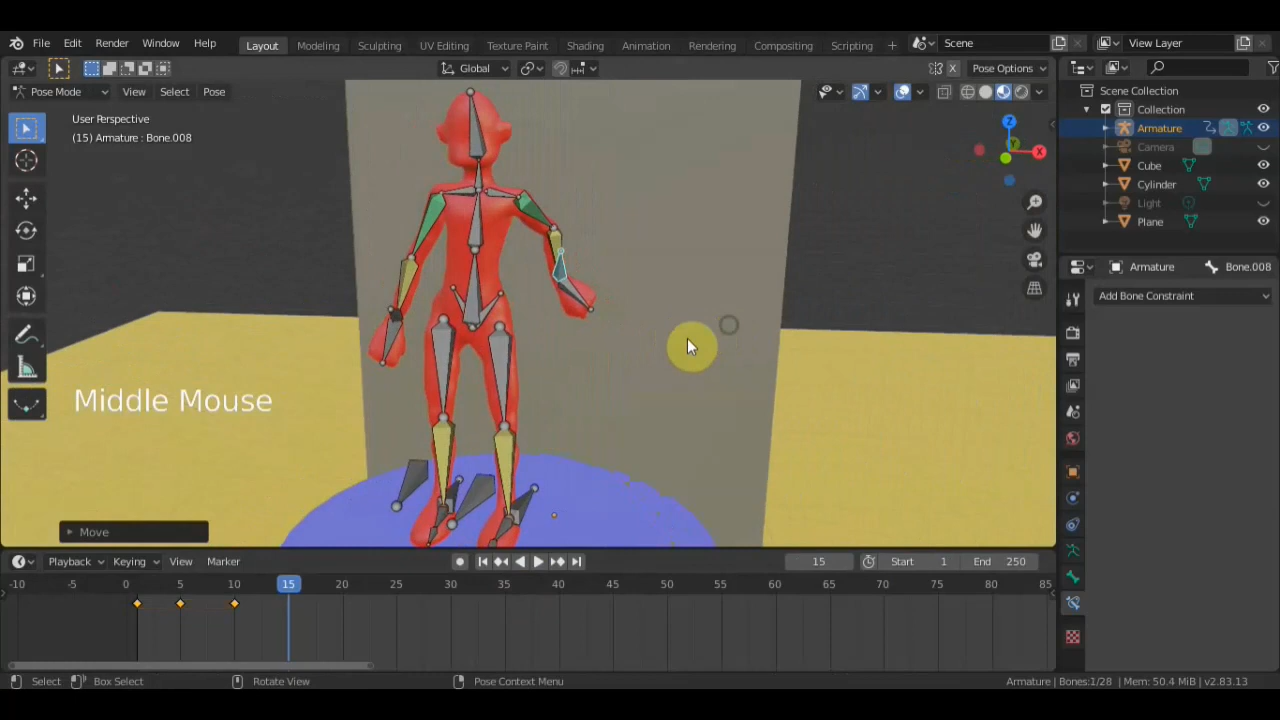 File Edit Render Window Help Layout Modeling Sculpting UV Editing Texture Paint Shading Animation Rendering Compositing Scripting + Scene View Layer
Global Pose Options
Pose Mode View Select Pose
Scene Collection
User Perspective
(15) Armature : Bone.008
Collection
Armature
Camera
Cube
Cylinder
Light
Plane
Z
Y
X
Armature Bone.008
Add Bone Constraint
Middle Mouse
Move
Playback Keying View Marker 15 Start 1 End 250
-10 -5 0 5 10 15 20 25 30 35 40 45 50 55 60 65 70 75 80 85
Select Box Select Rotate View Pose Context Menu Armature | Bones:1/28 | Mem: 50.4 MiB | v2.83.13